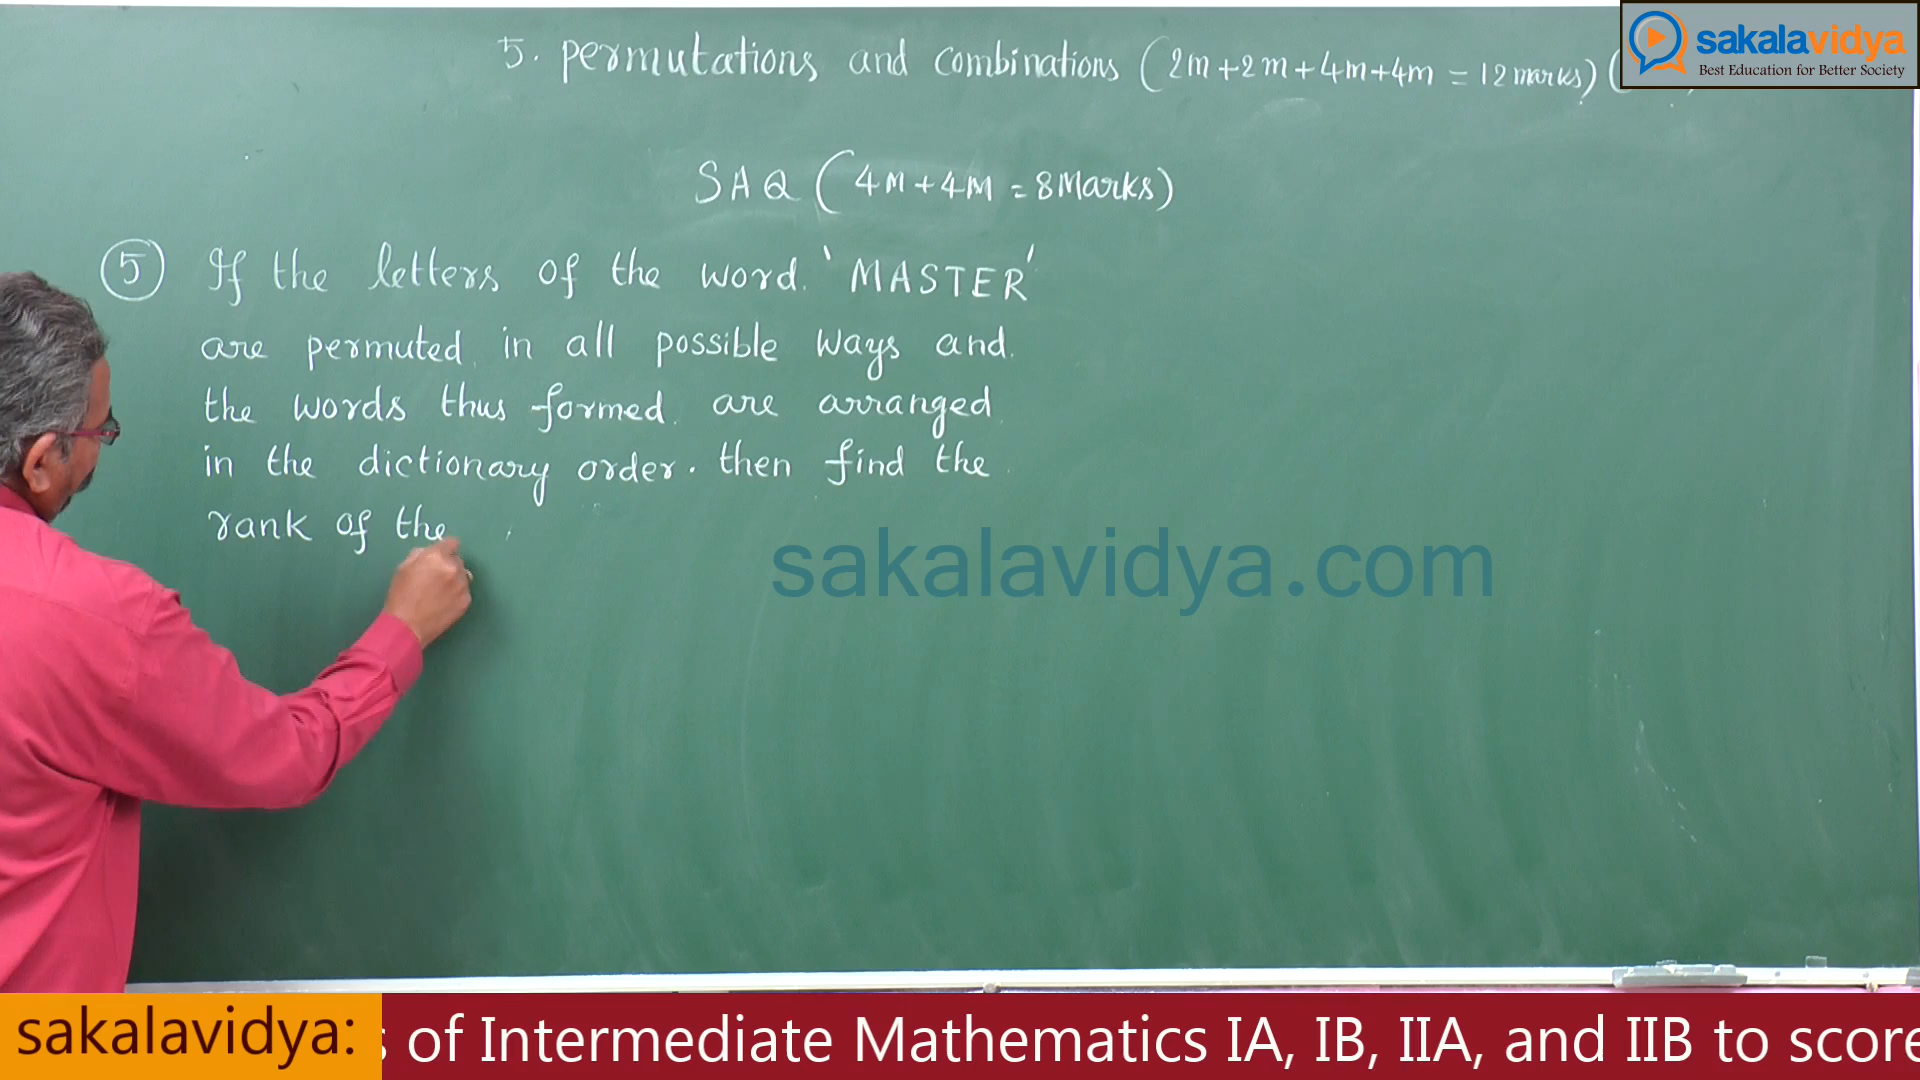 5. permutations and combinations (2m+2m+4m+4m = 12 marks) (
sakalavidya
Best Education for Better Society
SAQ (4M+4M = 8Marks)
5 If the letters of the word 'MASTER'
are permuted in all possible ways and
the words thus formed are arranged
in the dictionary order. then find the
rank of the
sakalavidya.com
sakalavidya: s of Intermediate Mathematics IA, IB, IIA, and IIB to score